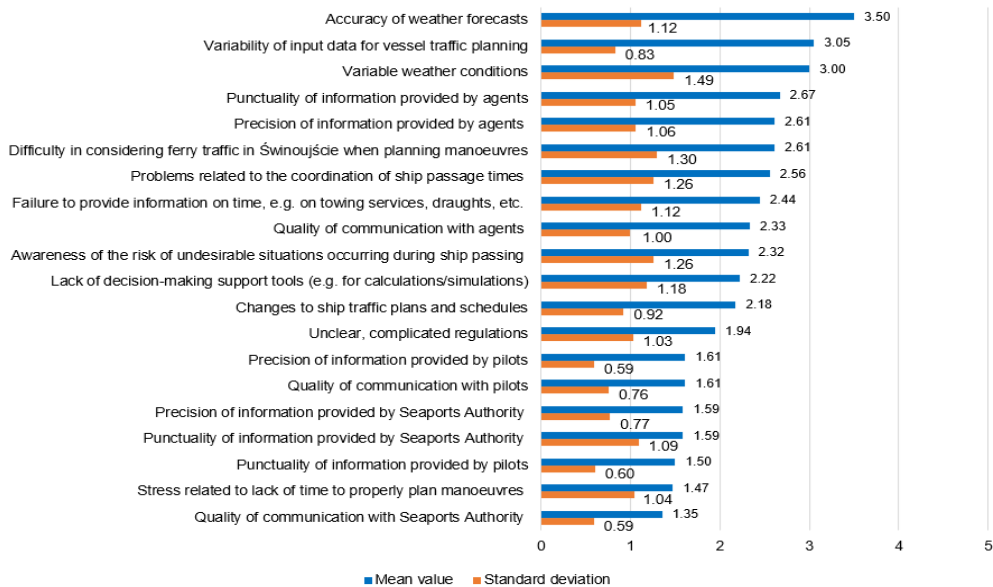 Accuracy of weather forecasts 3.50
1.12
Variability of input data for vessel traffic planning 3.05
0.83
Variable weather conditions 3.00
1.49
Punctuality of information provided by agents 2.67
1.05
Precision of information provided by agents 2.61
1.06
Difficulty in considering ferry traffic in Świnoujście when planning manoeuvres 2.61
1.30
Problems related to the coordination of ship passage times 2.56
1.26
Failure to provide information on time, e.g. on towing services, draughts, etc. 2.44
1.12
Quality of communication with agents 2.33
1.00
Awareness of the risk of undesirable situations occurring during ship passing 2.32
1.26
Lack of decision-making support tools (e.g. for calculations/simulations) 2.22
1.18
Changes to ship traffic plans and schedules 2.18
0.92
Unclear, complicated regulations 1.94
1.03
Precision of information provided by pilots 1.61
0.59
Quality of communication with pilots 1.61
0.76
Precision of information provided by Seaports Authority 1.59
0.77
Punctuality of information provided by Seaports Authority 1.59
1.09
Punctuality of information provided by pilots 1.50
0.60
Stress related to lack of time to properly plan manoeuvres 1.47
1.04
Quality of communication with Seaports Authority 1.35
0.59
0 1 2 3 4 5
Mean value Standard deviation